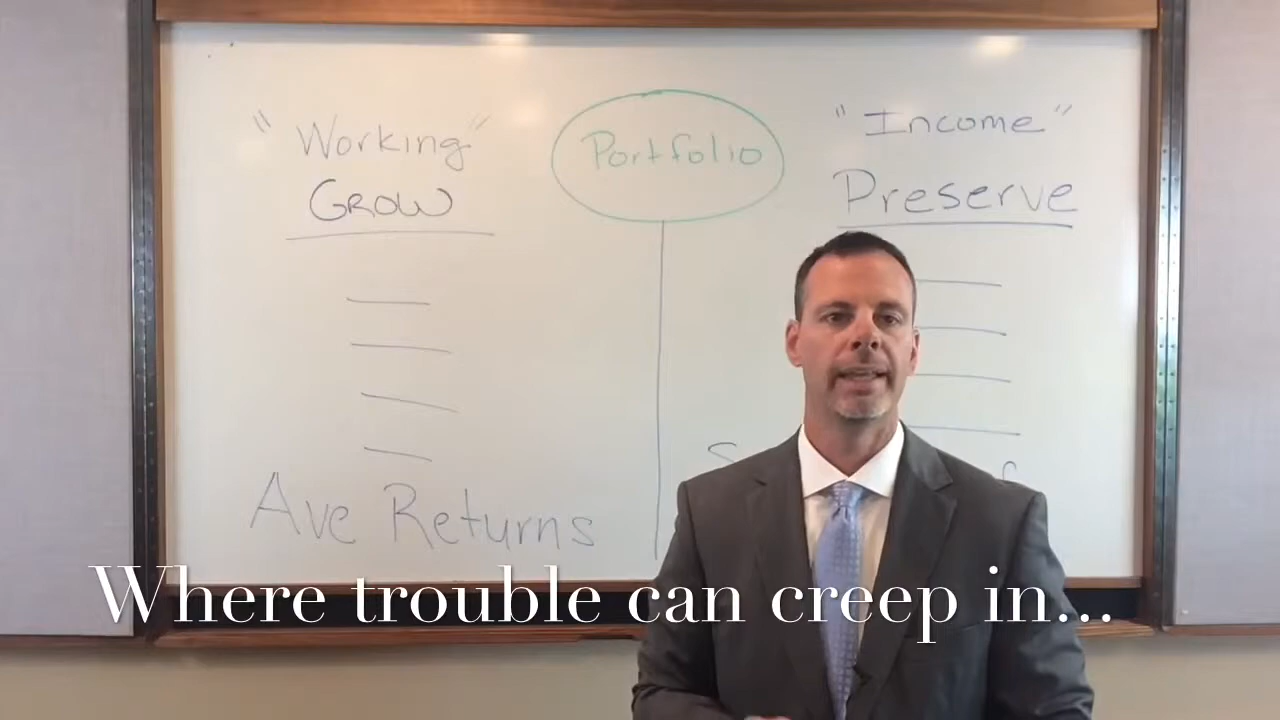 "Working"
GROW
Portfolio
"Income"
Preserve
Ave Returns
Where trouble can creep in...